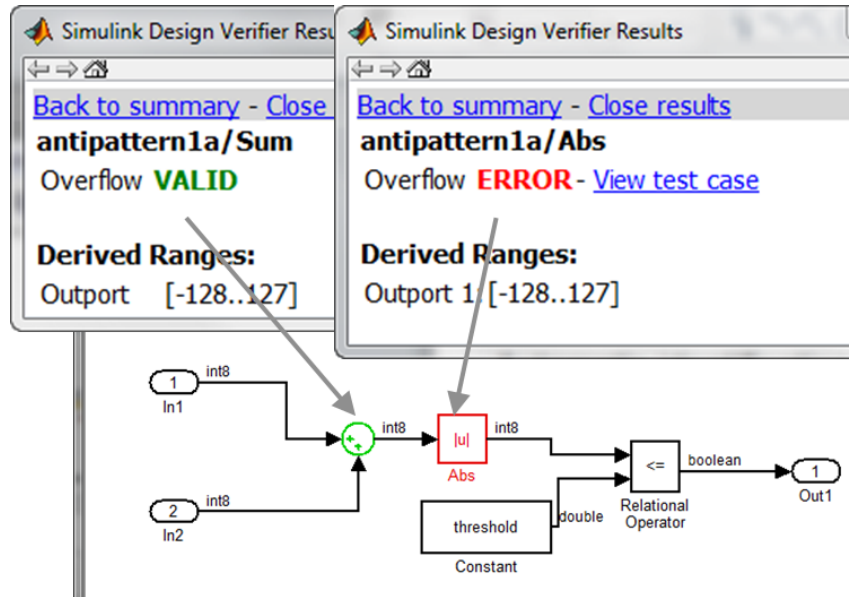 Simulink Design Verifier Resu
Back to summary - Close
antipattern1a/Sum
Overflow VALID
Derived Ranges:
Outport [-128..127]
Simulink Design Verifier Results
Back to summary - Close results
antipattern1a/Abs
Overflow ERROR - View test case
Derived Ranges:
Outport 1: [-128..127]
1
int8
In1
2
int8
In2
+
+
int8
|u|
int8
Abs
threshold
double
Constant
<=
boolean
Relational
Operator
1
Out1